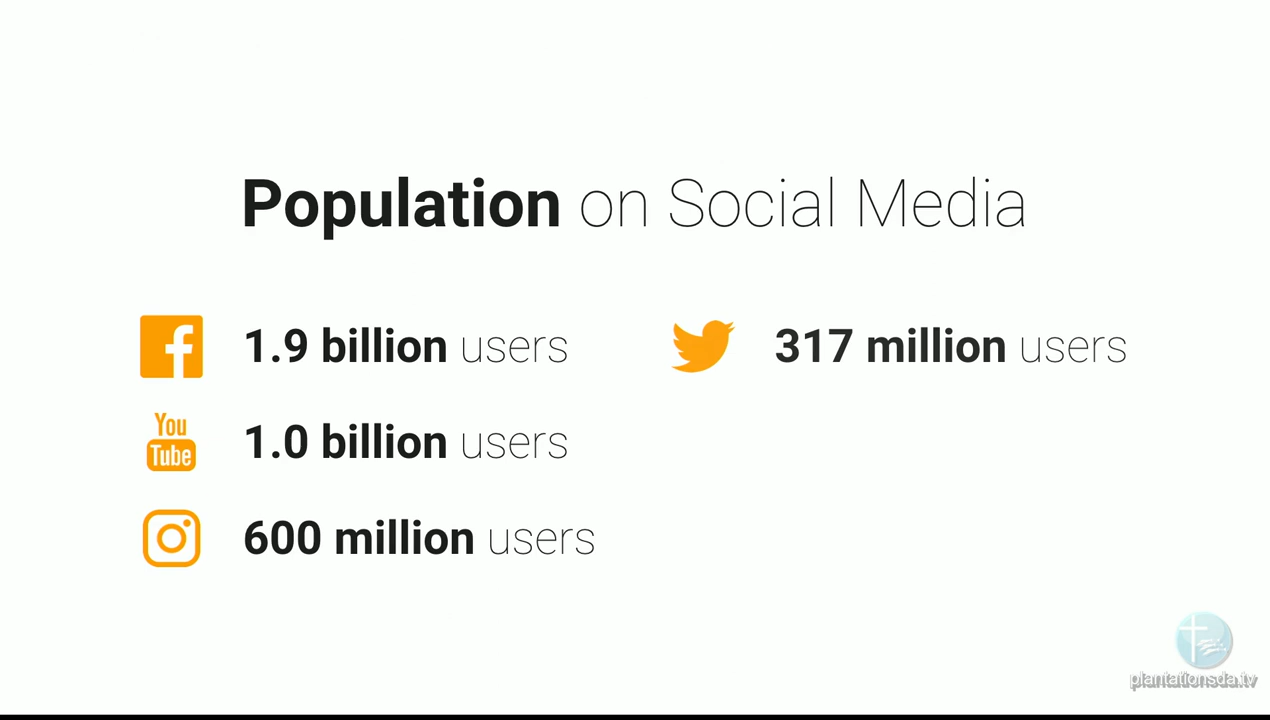 Population on Social Media
1.9 billion users
You
Tube
1.0 billion users
600 million users
317 million users
plantationsda.tv